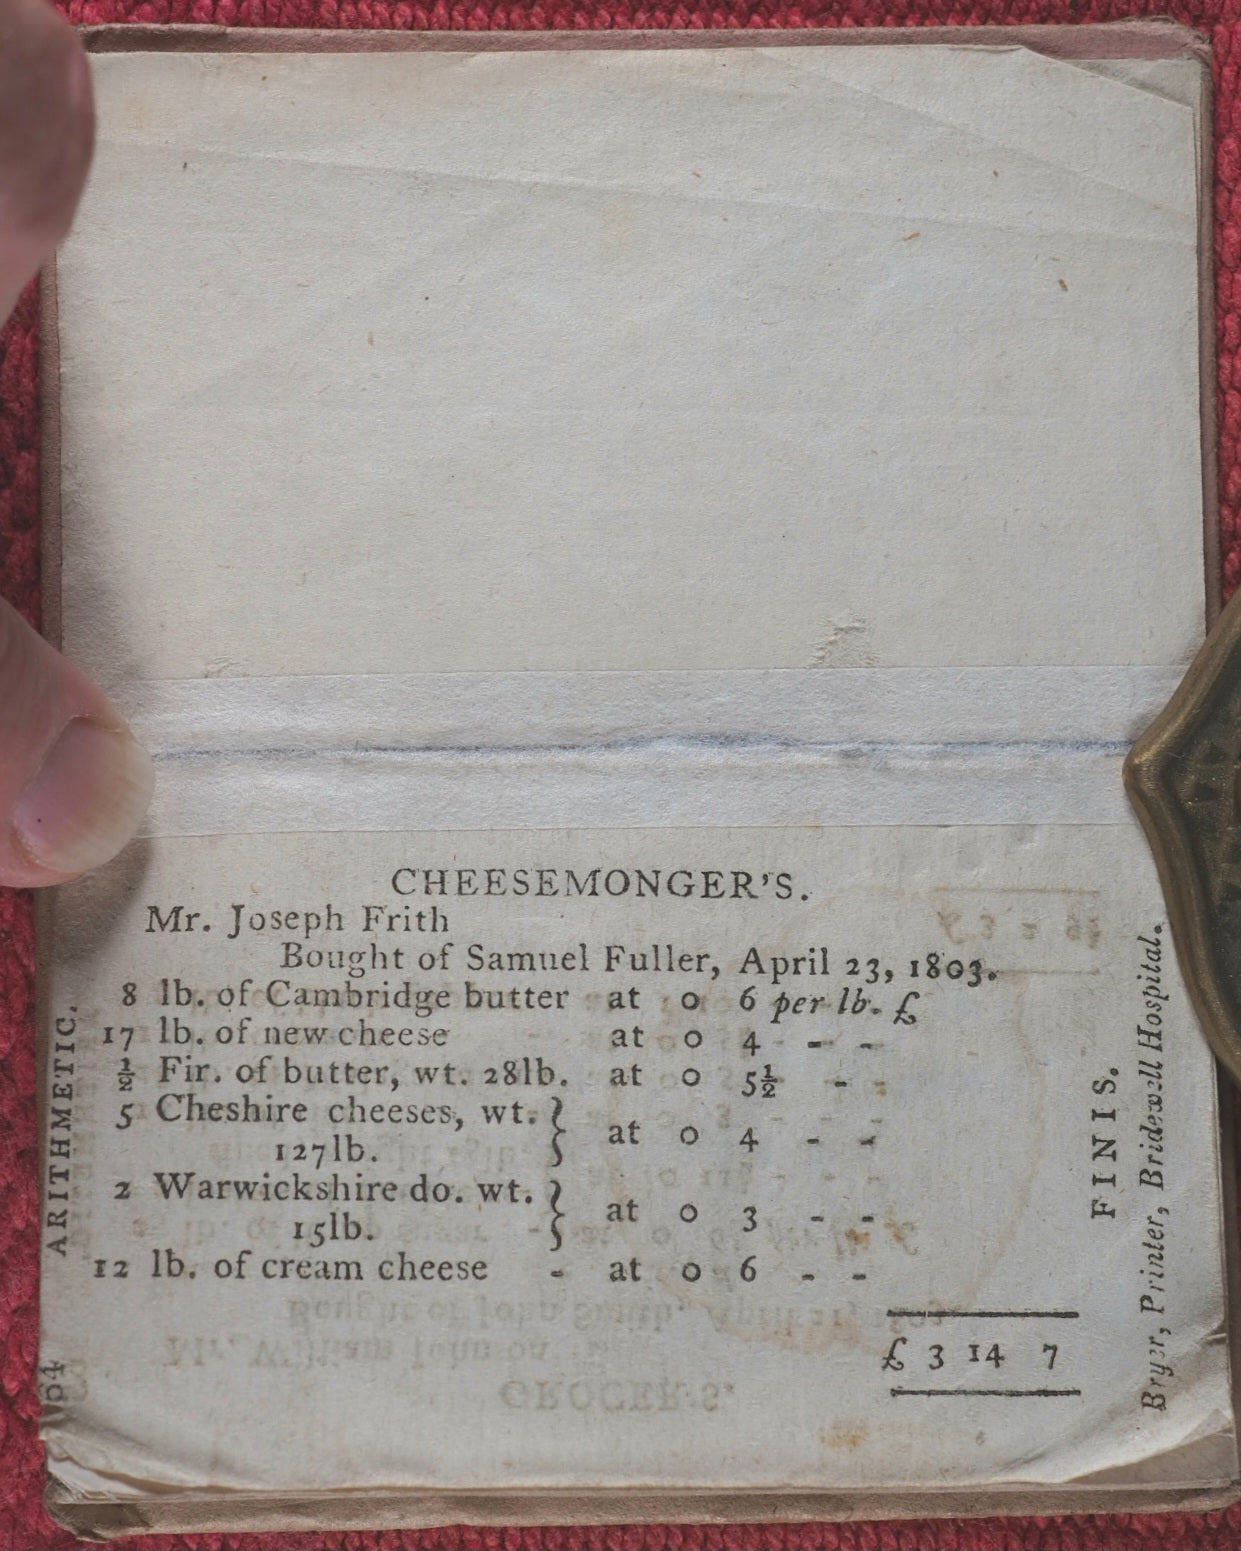 CHEESEMONGER'S.
Mr. Joseph Frith
Bought of Samuel Fuller, April 23, 1803.
8 lb. of Cambridge butter at 0 6 per lb. £
17 lb. of new cheese at 0 4 - -
½ Fir. of butter, wt. 28lb. at 0 5½ - -
5 Cheshire cheeses, wt. } at 0 4 - -
127lb.
2 Warwickshire do. wt. } at 0 3 - -
15lb.
12 lb. of cream cheese - at 0 6 - -
£ 3 14 7
64 ARITHMETIC.
FINIS.
Bryer, Printer, Bridewell Hospital.